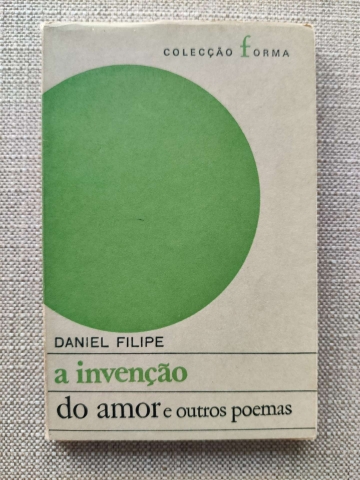 COLECÇÃO forma
DANIEL FILIPE
a invenção
do amor e outros poemas